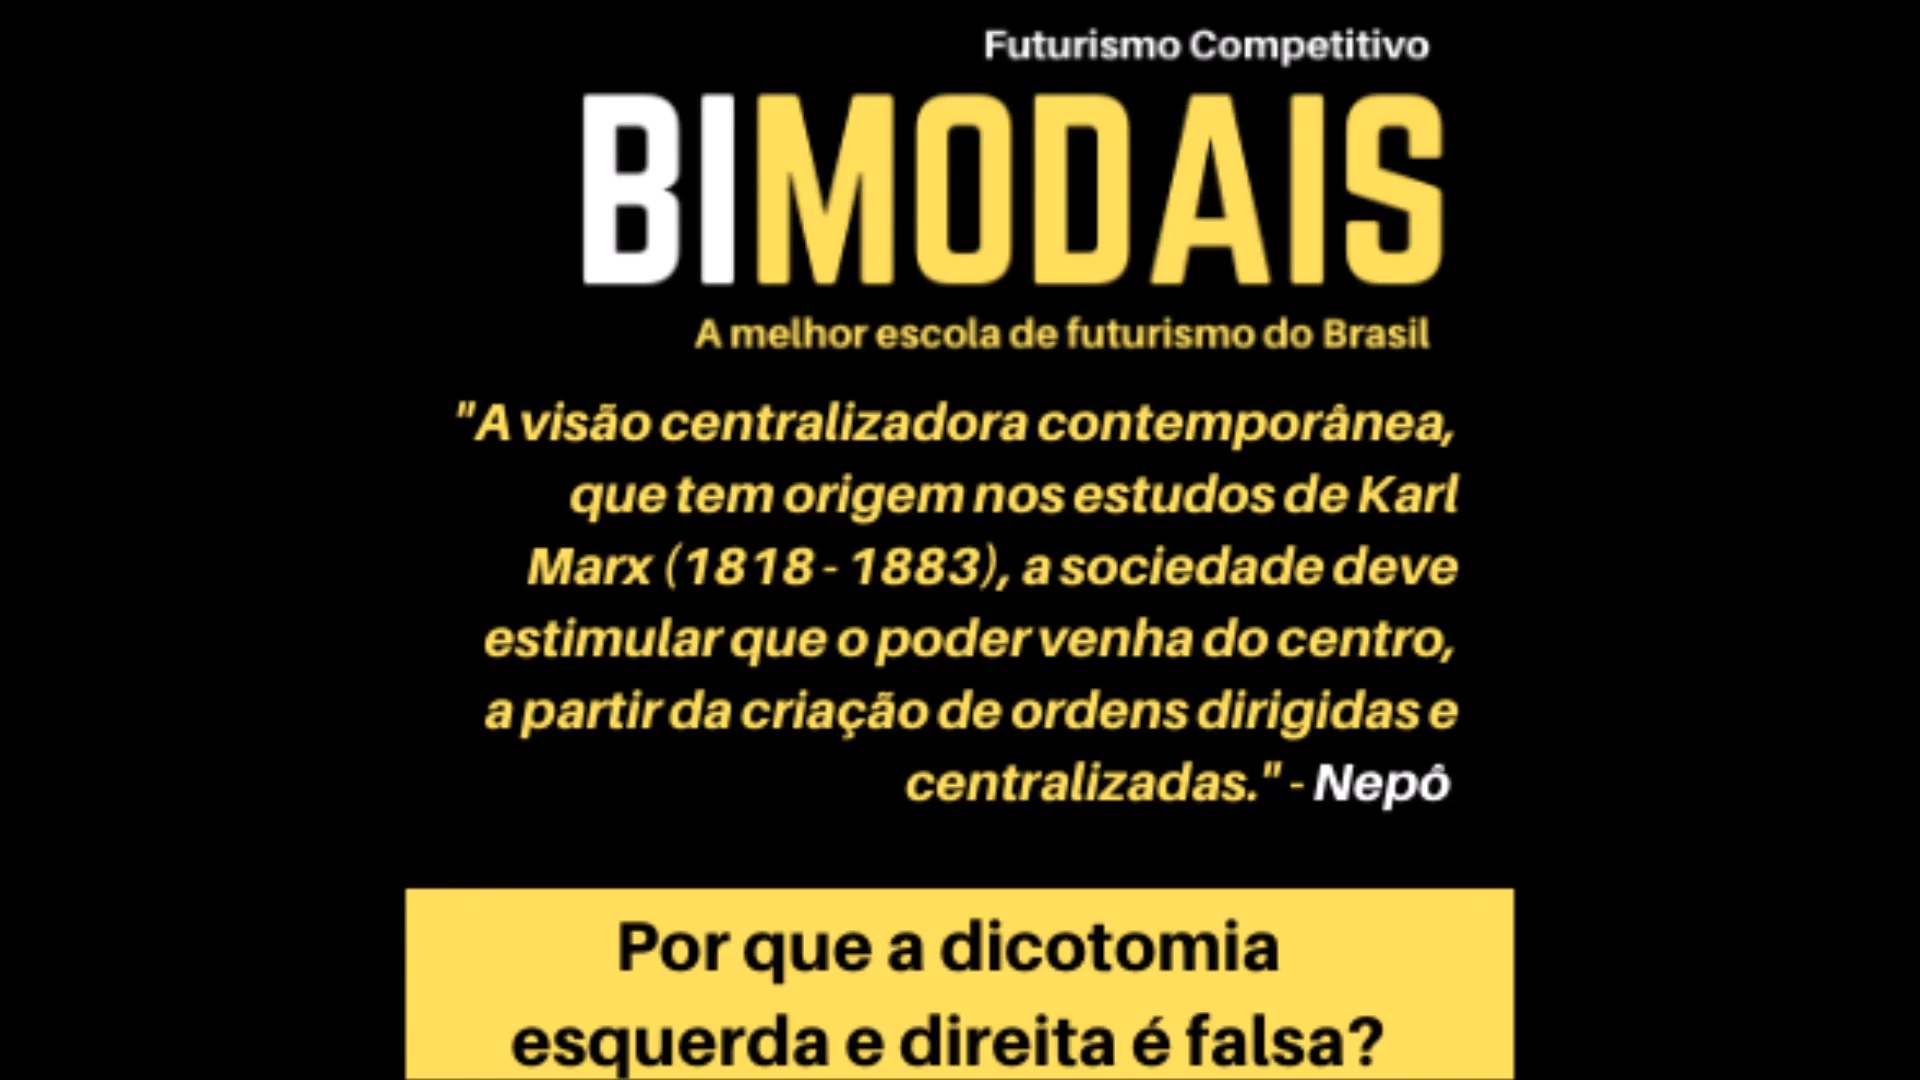 Futurismo Competitivo
BIMODAIS
A melhor escola de futurismo do Brasil
"A visão centralizadora contemporânea,
que tem origem nos estudos de Karl
Marx (1818 - 1883), a sociedade deve
estimular que o poder venha do centro,
a partir da criação de ordens dirigidas e
centralizadas." - Nepô
Por que a dicotomia
esquerda e direita é falsa?